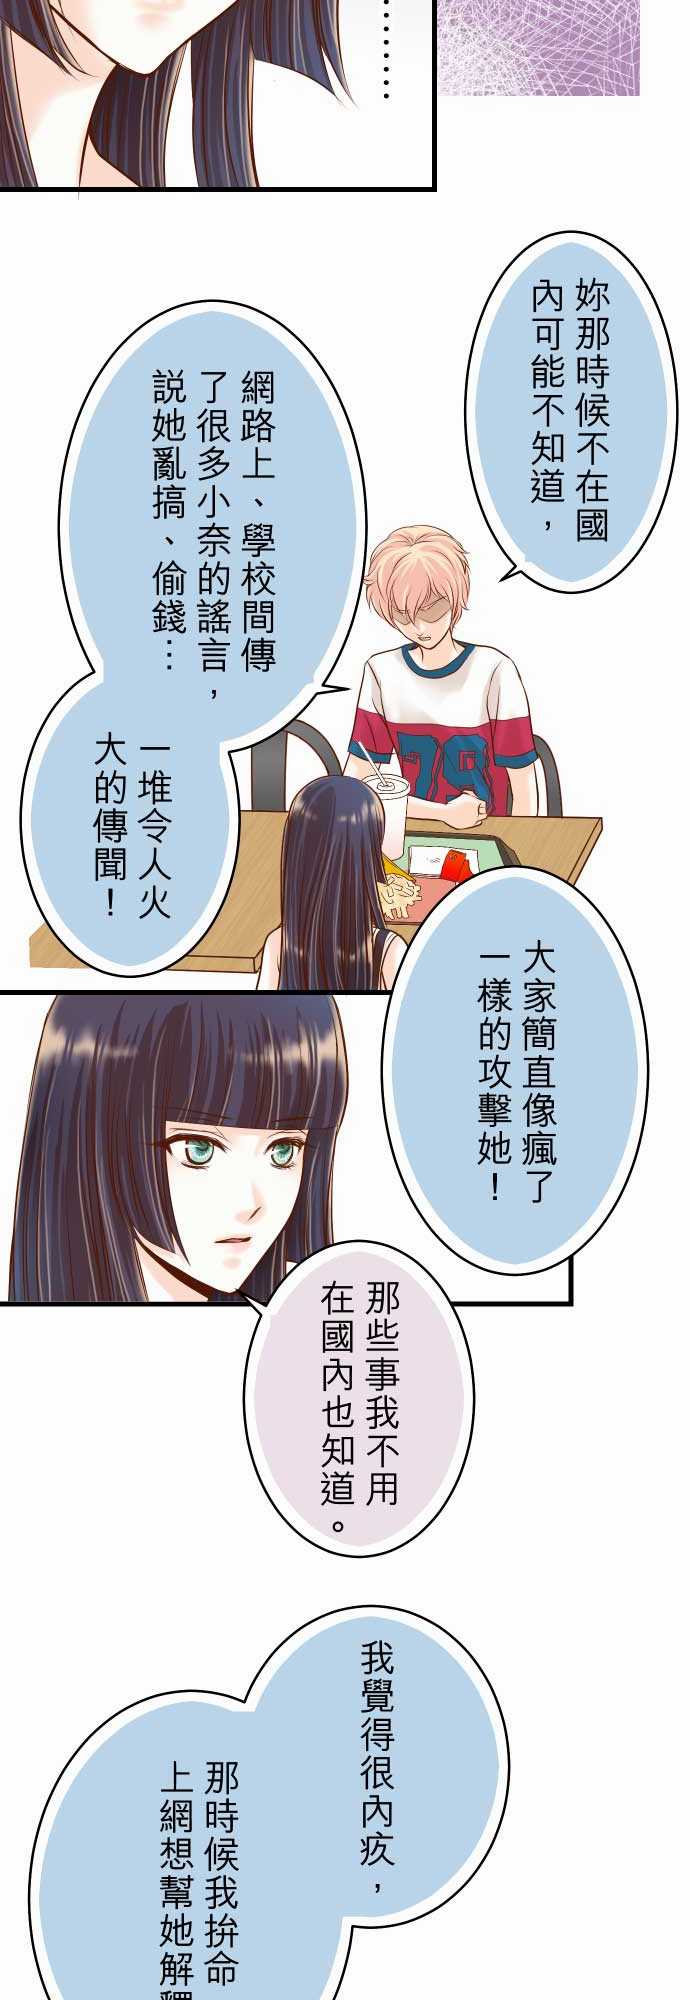 ………
妳那時候不在國
內可能不知道，
網路上、學校間傳
了很多小奈的謠言，
說她亂搞、偷錢…
一堆令人火
大的傳聞！
大家簡直像瘋了
一樣的攻擊她！
那些事我不用
在國內也知道。
我覺得很內疚，
那時候我拚命
上網想幫她解釋
78